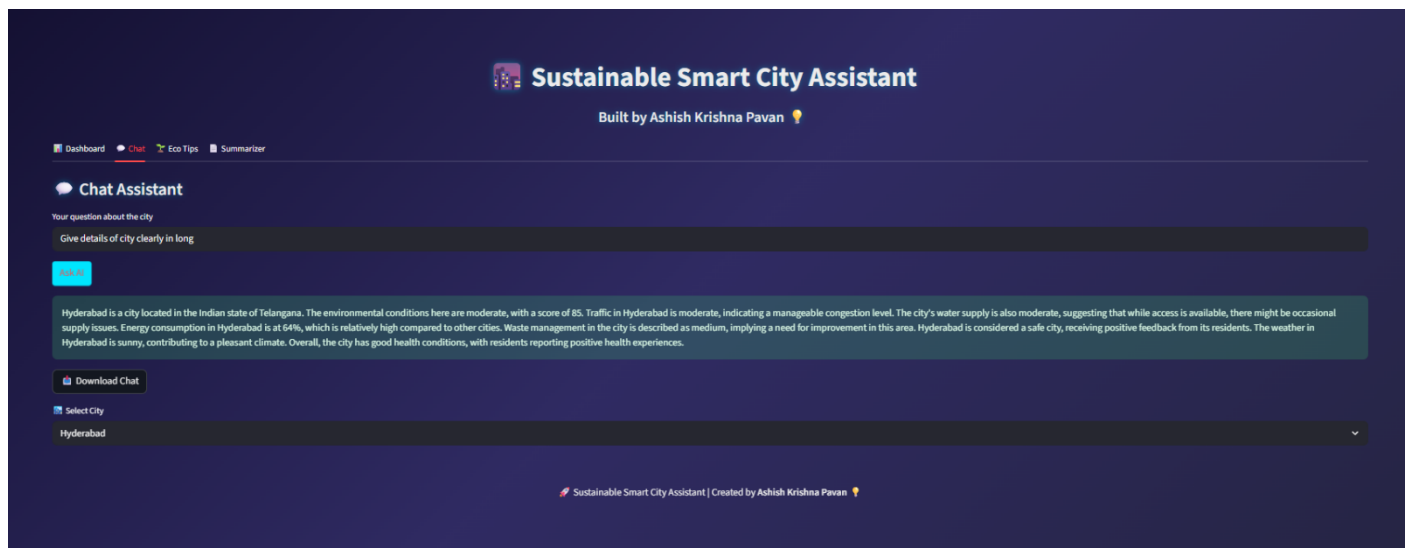 Sustainable Smart City Assistant
Built by Ashish Krishna Pavan
Dashboard Chat Eco Tips Summarizer
Chat Assistant
Your question about the city
Give details of city clearly in long
Ask AI
Hyderabad is a city located in the Indian state of Telangana. The environmental conditions here are moderate, with a score of 85. Traffic in Hyderabad is moderate, indicating a manageable congestion level. The city's water supply is also moderate, suggesting that while access is available, there might be occasional
supply issues. Energy consumption in Hyderabad is at 64%, which is relatively high compared to other cities. Waste management in the city is described as medium, implying a need for improvement in this area. Hyderabad is considered a safe city, receiving positive feedback from its residents. The weather in
Hyderabad is sunny, contributing to a pleasant climate. Overall, the city has good health conditions, with residents reporting positive health experiences.
Download Chat
Select City
Hyderabad
Sustainable Smart City Assistant | Created by Ashish Krishna Pavan